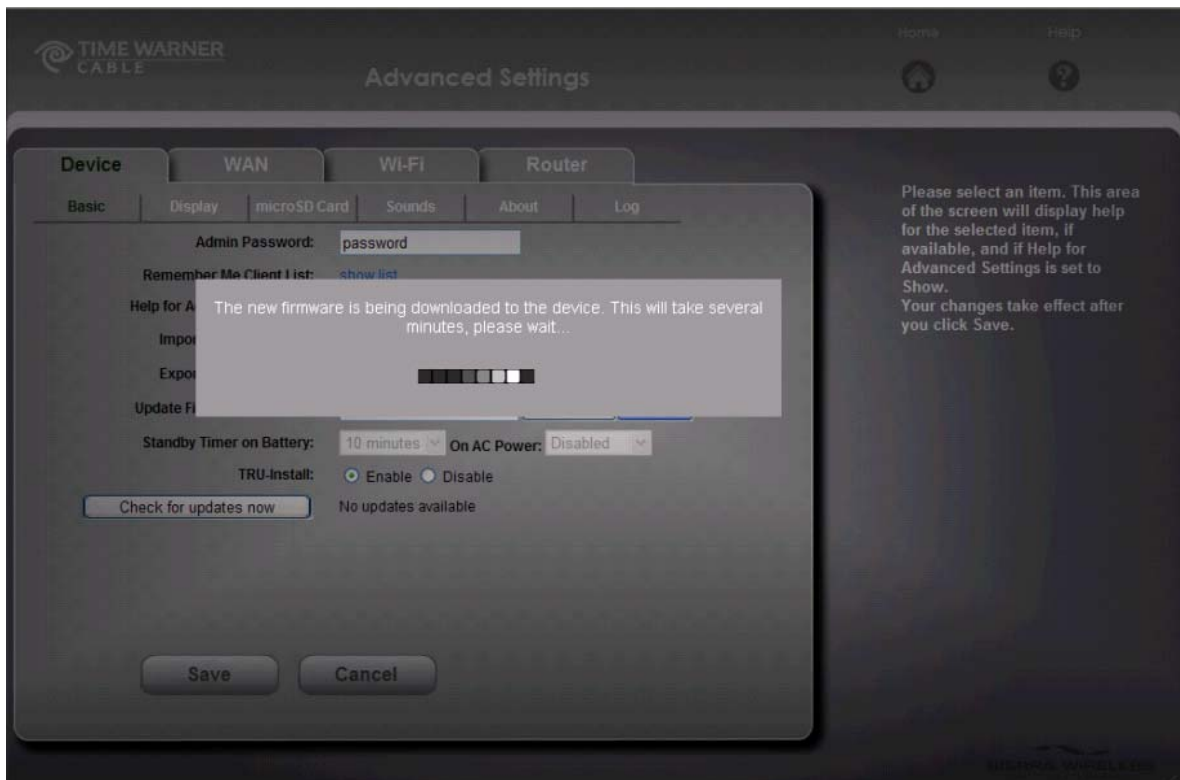 TIME WARNER
CABLE
Advanced Settings
Home
Help
Device
WAN
Wi-Fi
Router
Basic
Display
microSD Card
Sounds
About
Log
Admin Password:
password
Remember Me Client List:
show list
Help for
The new firmware is being downloaded to the device. This will take several
minutes, please wait...
Update
Standby Timer on Battery:
10 minutes
On AC Power:
Disabled
TRU-Install:
Enable
Disable
Check for updates now
No updates available
Save
Cancel
Please select an item. This area
of the screen will display help
for the selected item, if
available, and if Help for
Advanced Settings is set to
Show.
Your changes take effect after
you click Save.
SIERRA WIRELESS